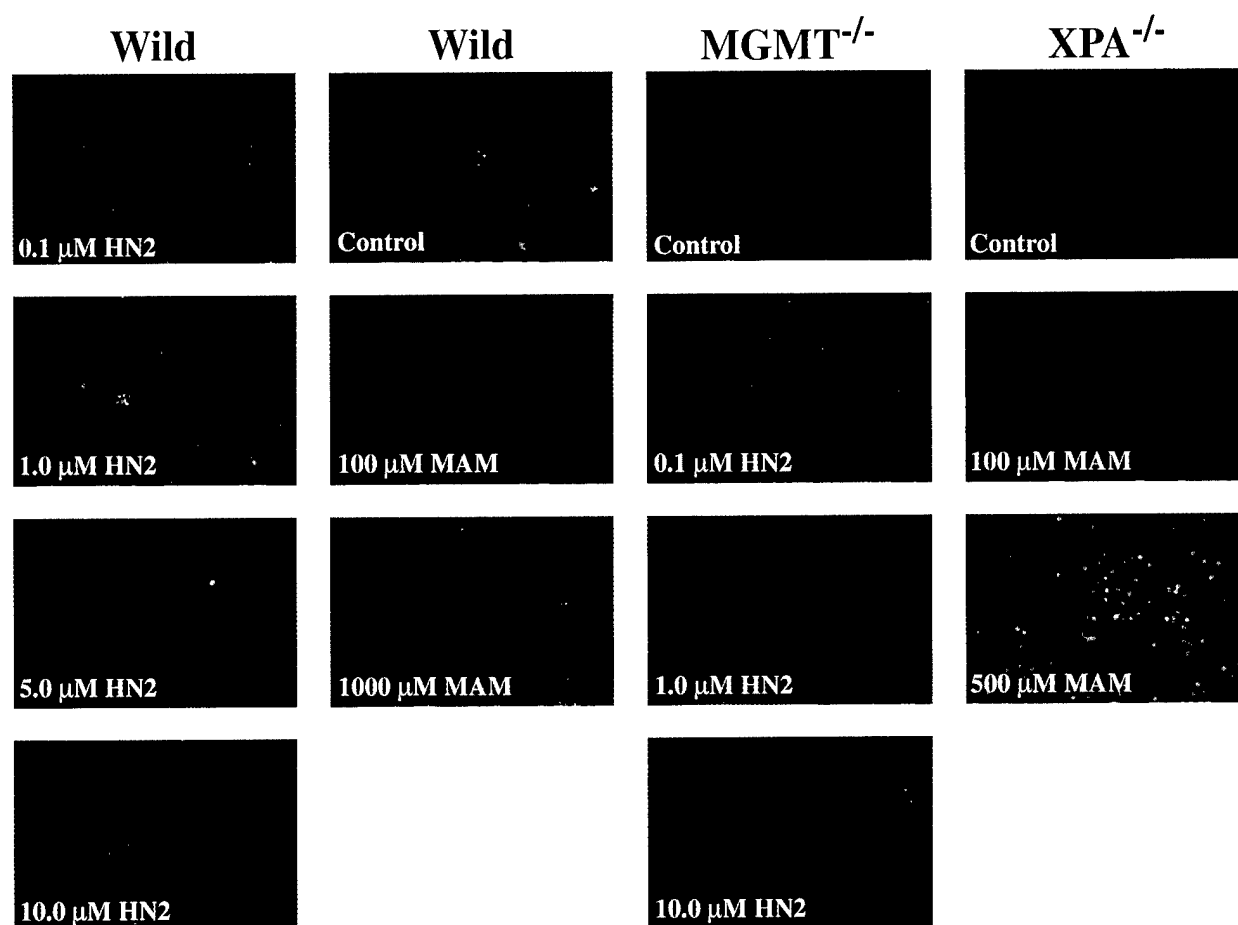 Wild
Wild
MGMT-/-
XPA-/-
0.1 μM HN2
Control
Control
Control
1.0 μM HN2
100 μM MAM
0.1 μM HN2
100 μM MAM
5.0 μM HN2
1000 μM MAM
1.0 μM HN2
500 μM MAM
10.0 μM HN2
10.0 μM HN2